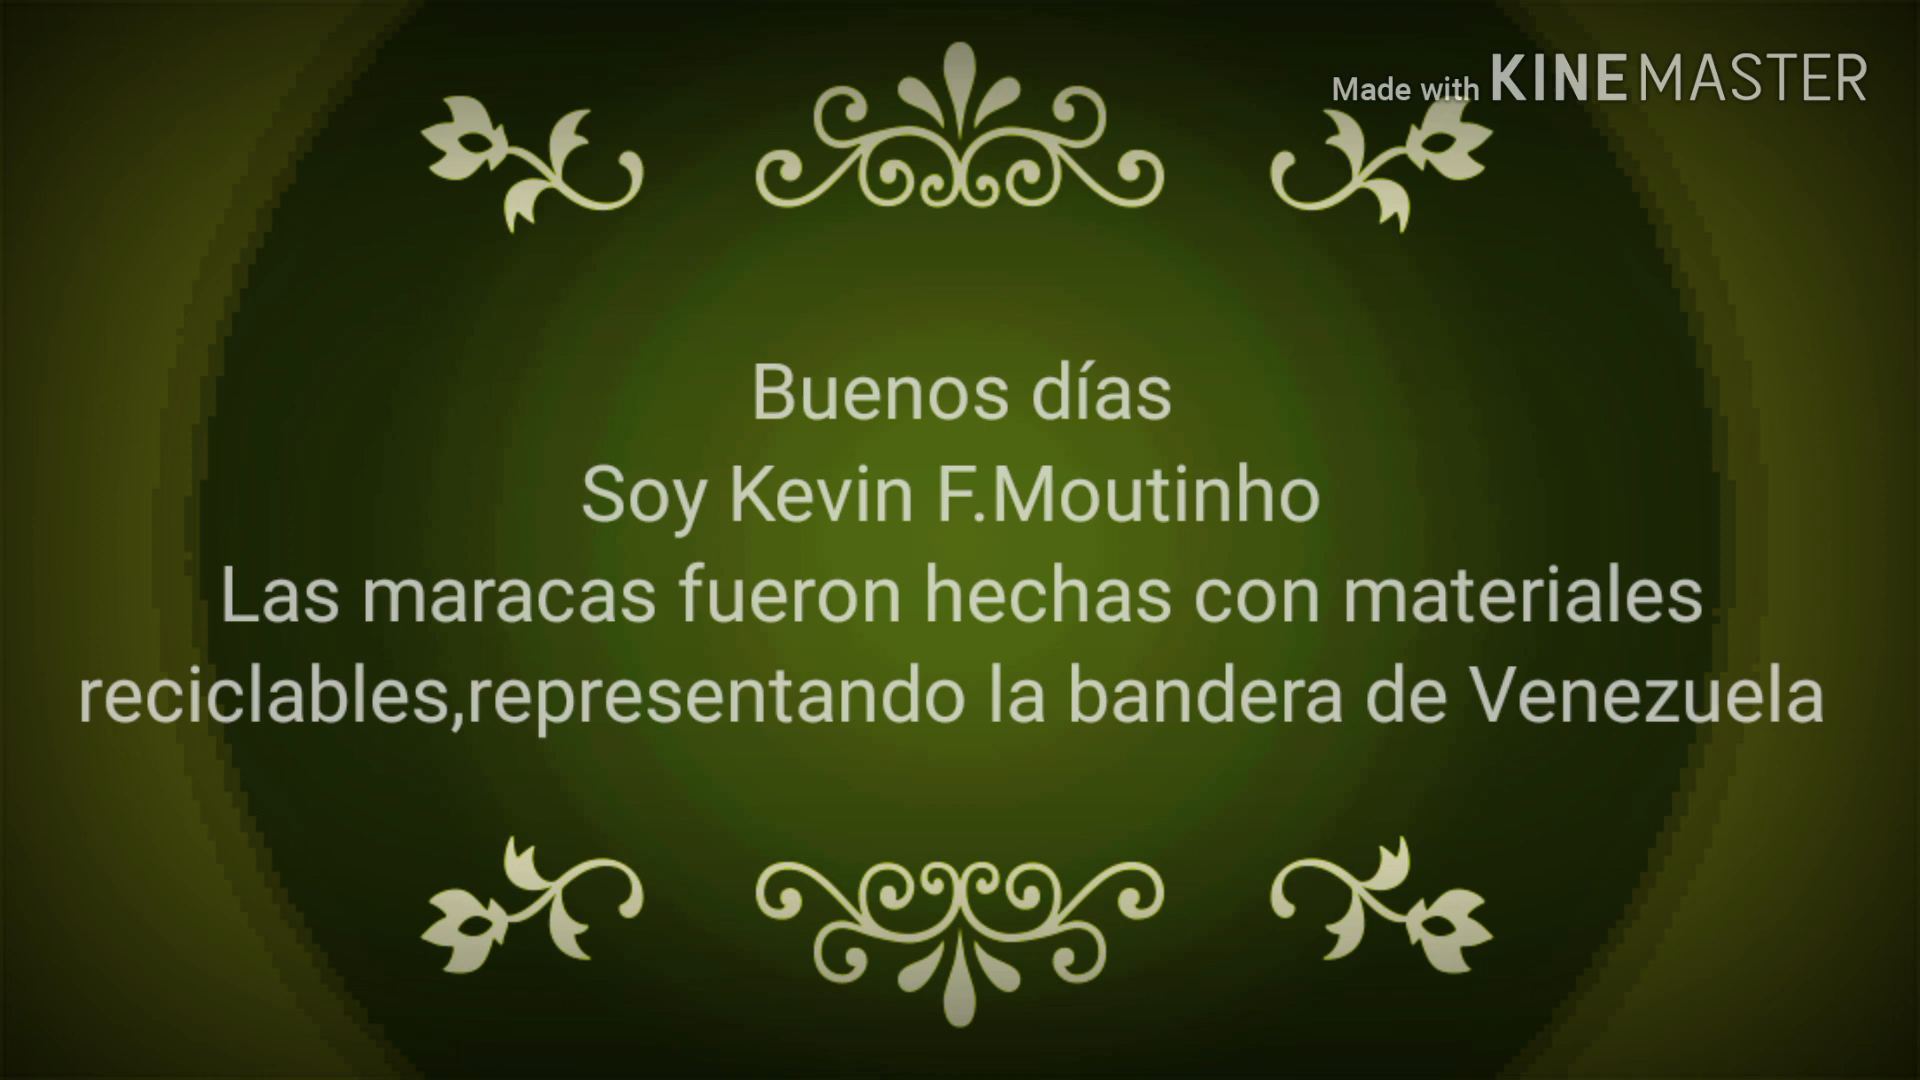 Made with KINEMASTER
Buenos días
Soy Kevin F.Moutinho
Las maracas fueron hechas con materiales
reciclables,representando la bandera de Venezuela